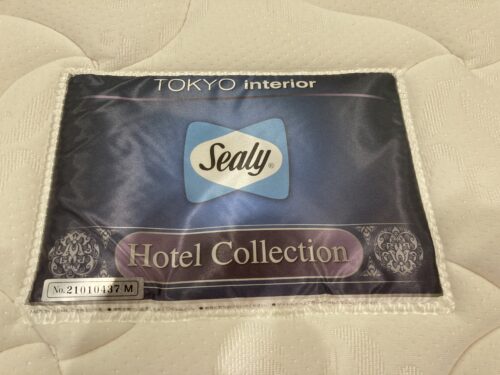 TOKYO interior
Sealy®
Hotel Collection
No.21010437 M